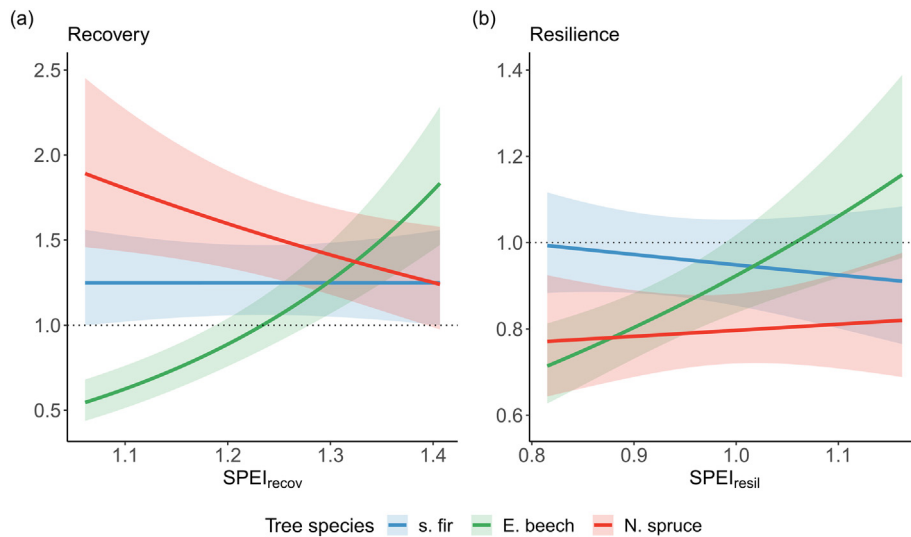 (a)
Recovery
2.5
2.0
1.5
1.0
0.5
1.1 1.2 1.3 1.4
SPEIrecov
(b)
Resilience
1.4
1.2
1.0
0.8
0.6
0.8 0.9 1.0 1.1
SPEIresil
Tree species s. fir E. beech N. spruce